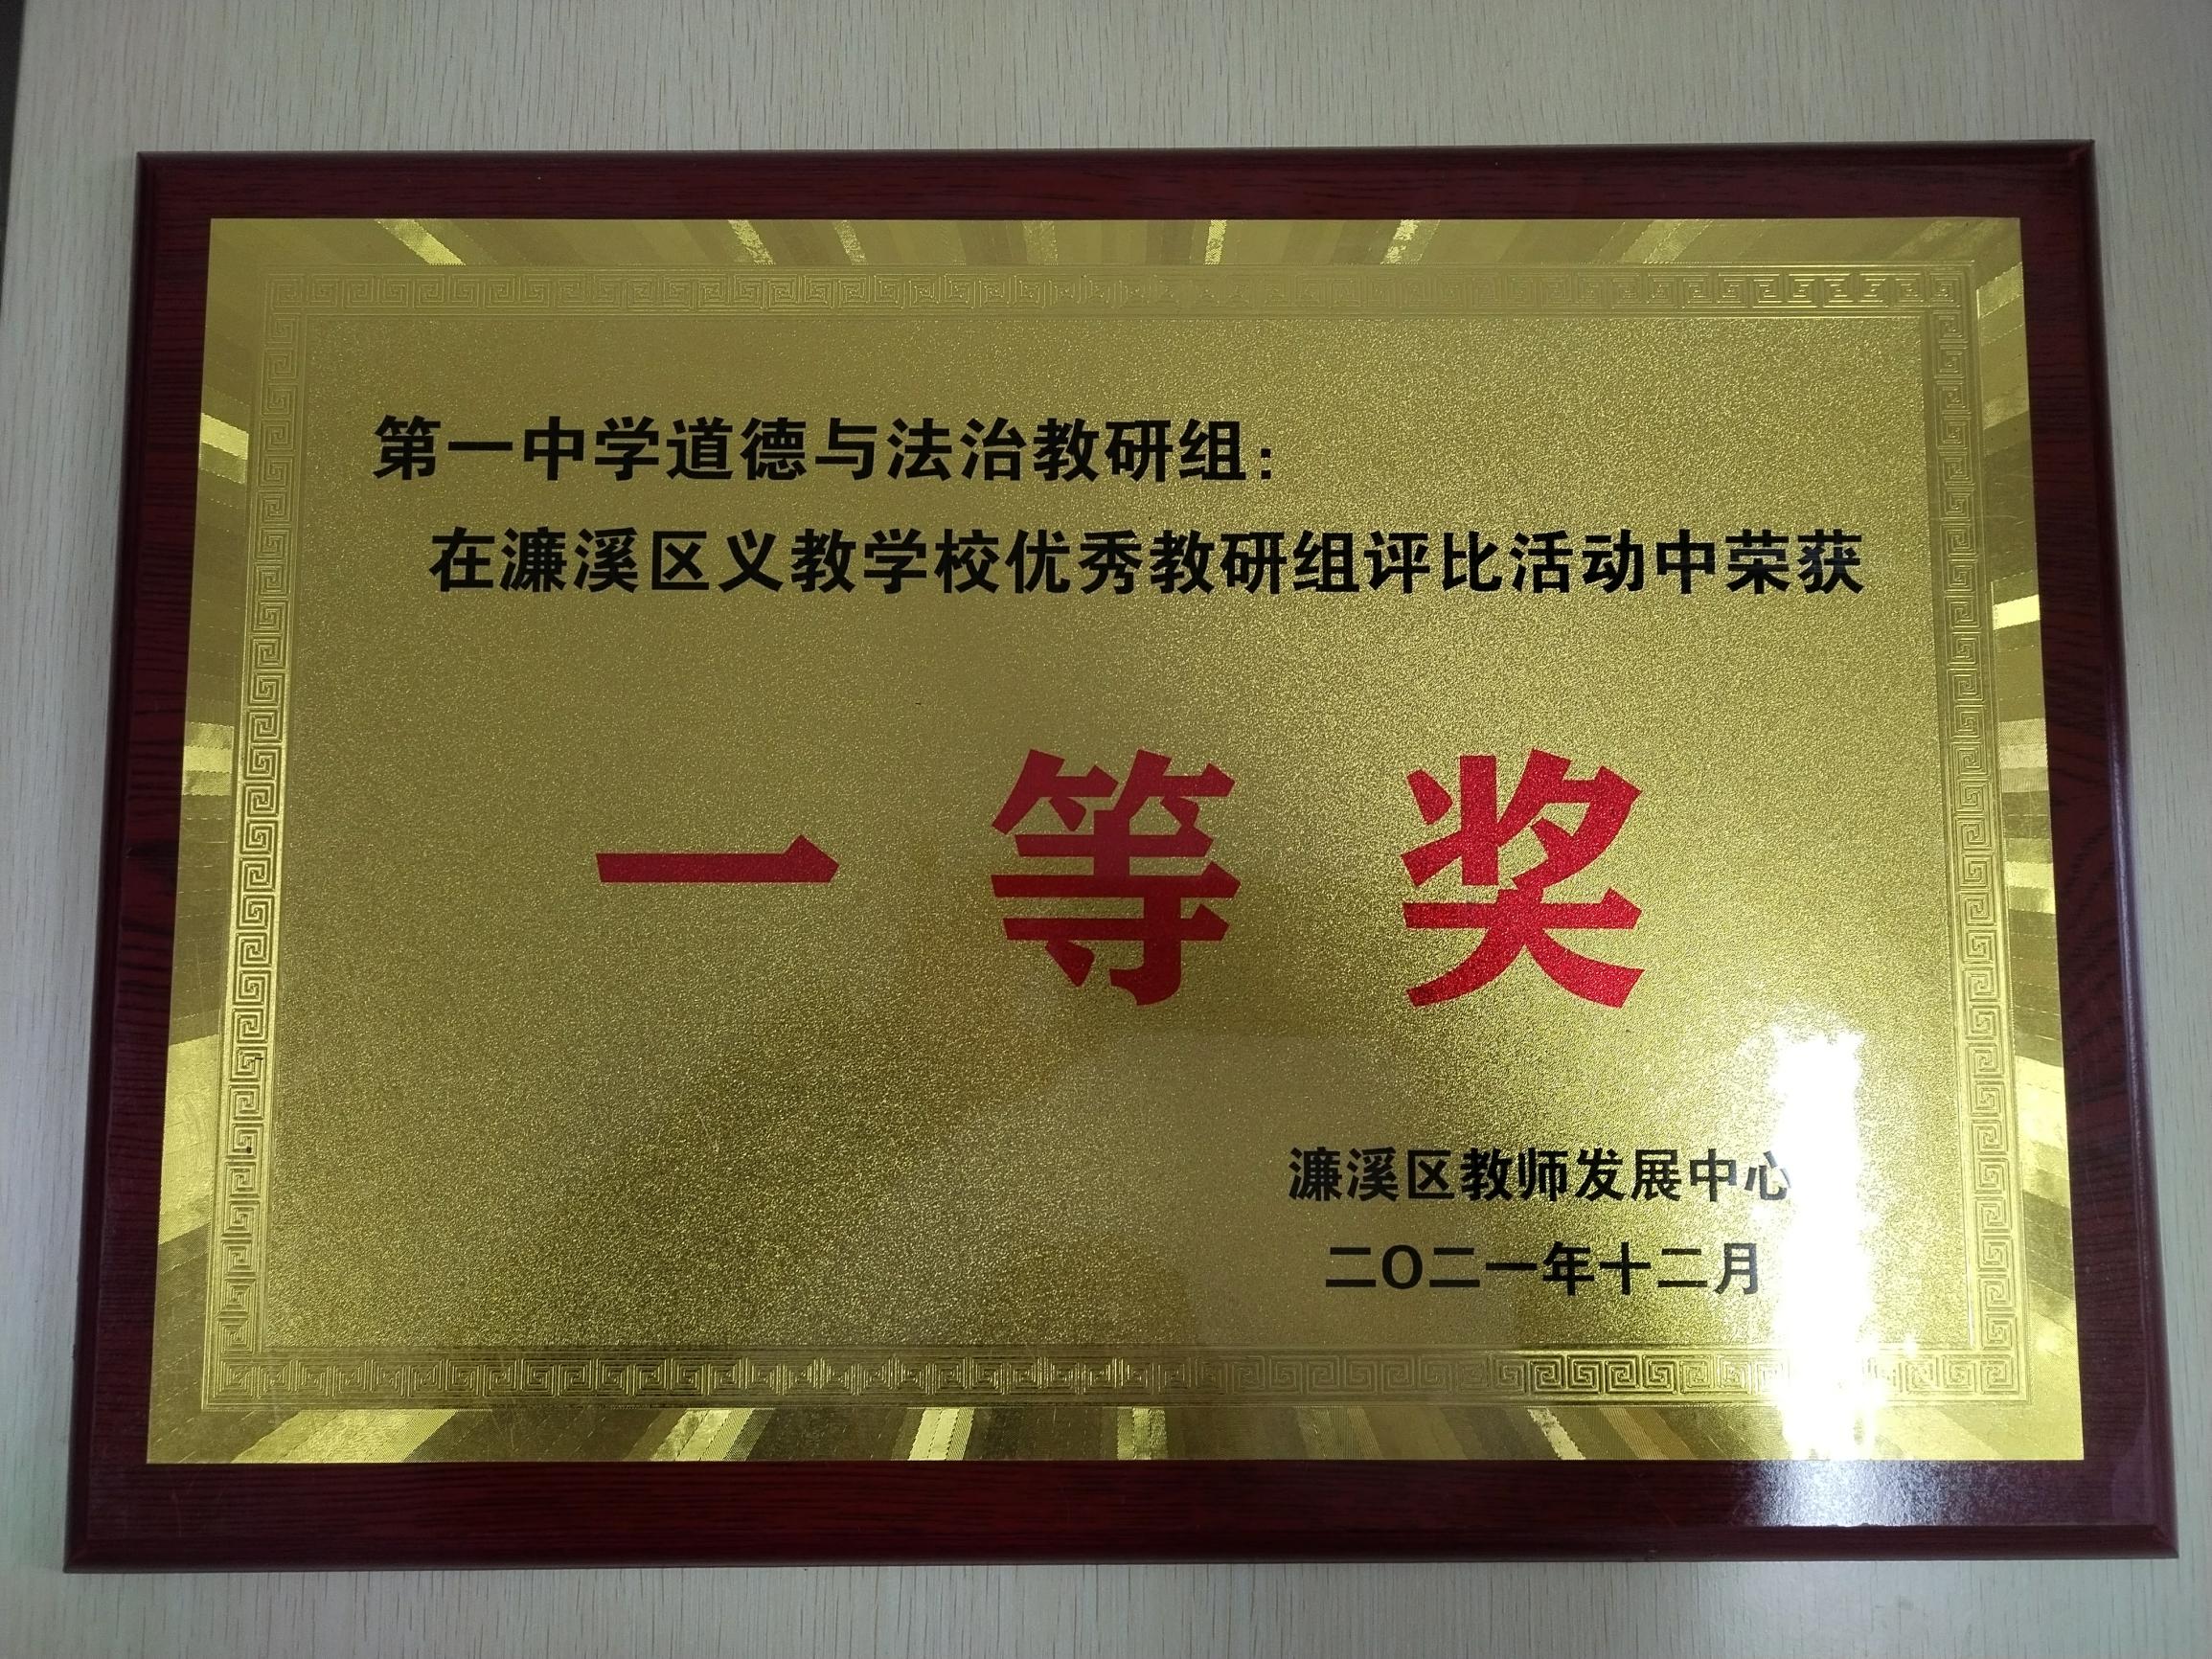 第一中学道德与法治教研组：
在濂溪区义教学校优秀教研组评比活动中荣获
一等奖
濂溪区教师发展中心
二〇二一年十二月